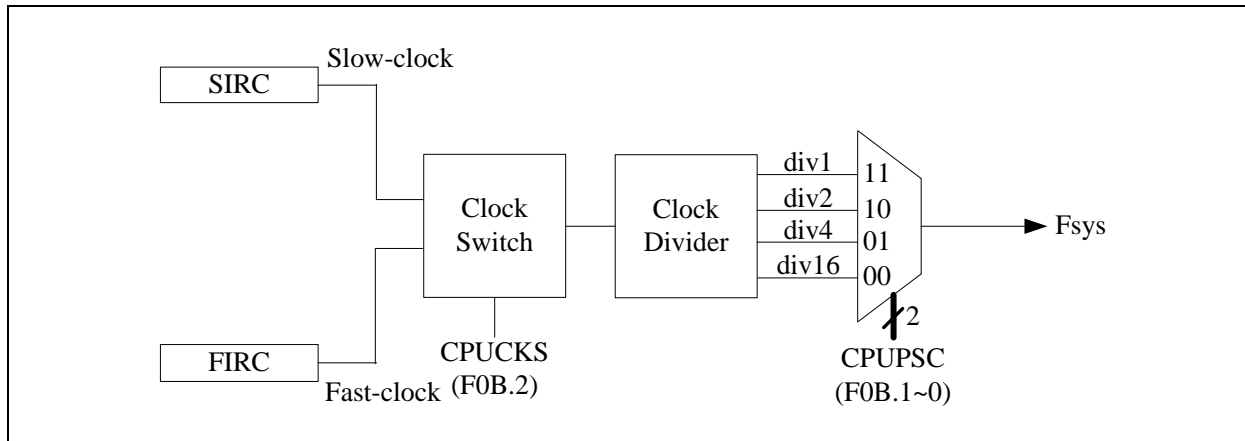 Slow-clock
SIRC
Clock
Switch
Clock
Divider
div1
div2
div4
div16
11
10
01
00
Fsys
2
CPUPSC
(F0B.1~0)
CPUCKS
(F0B.2)
FIRC
Fast-clock